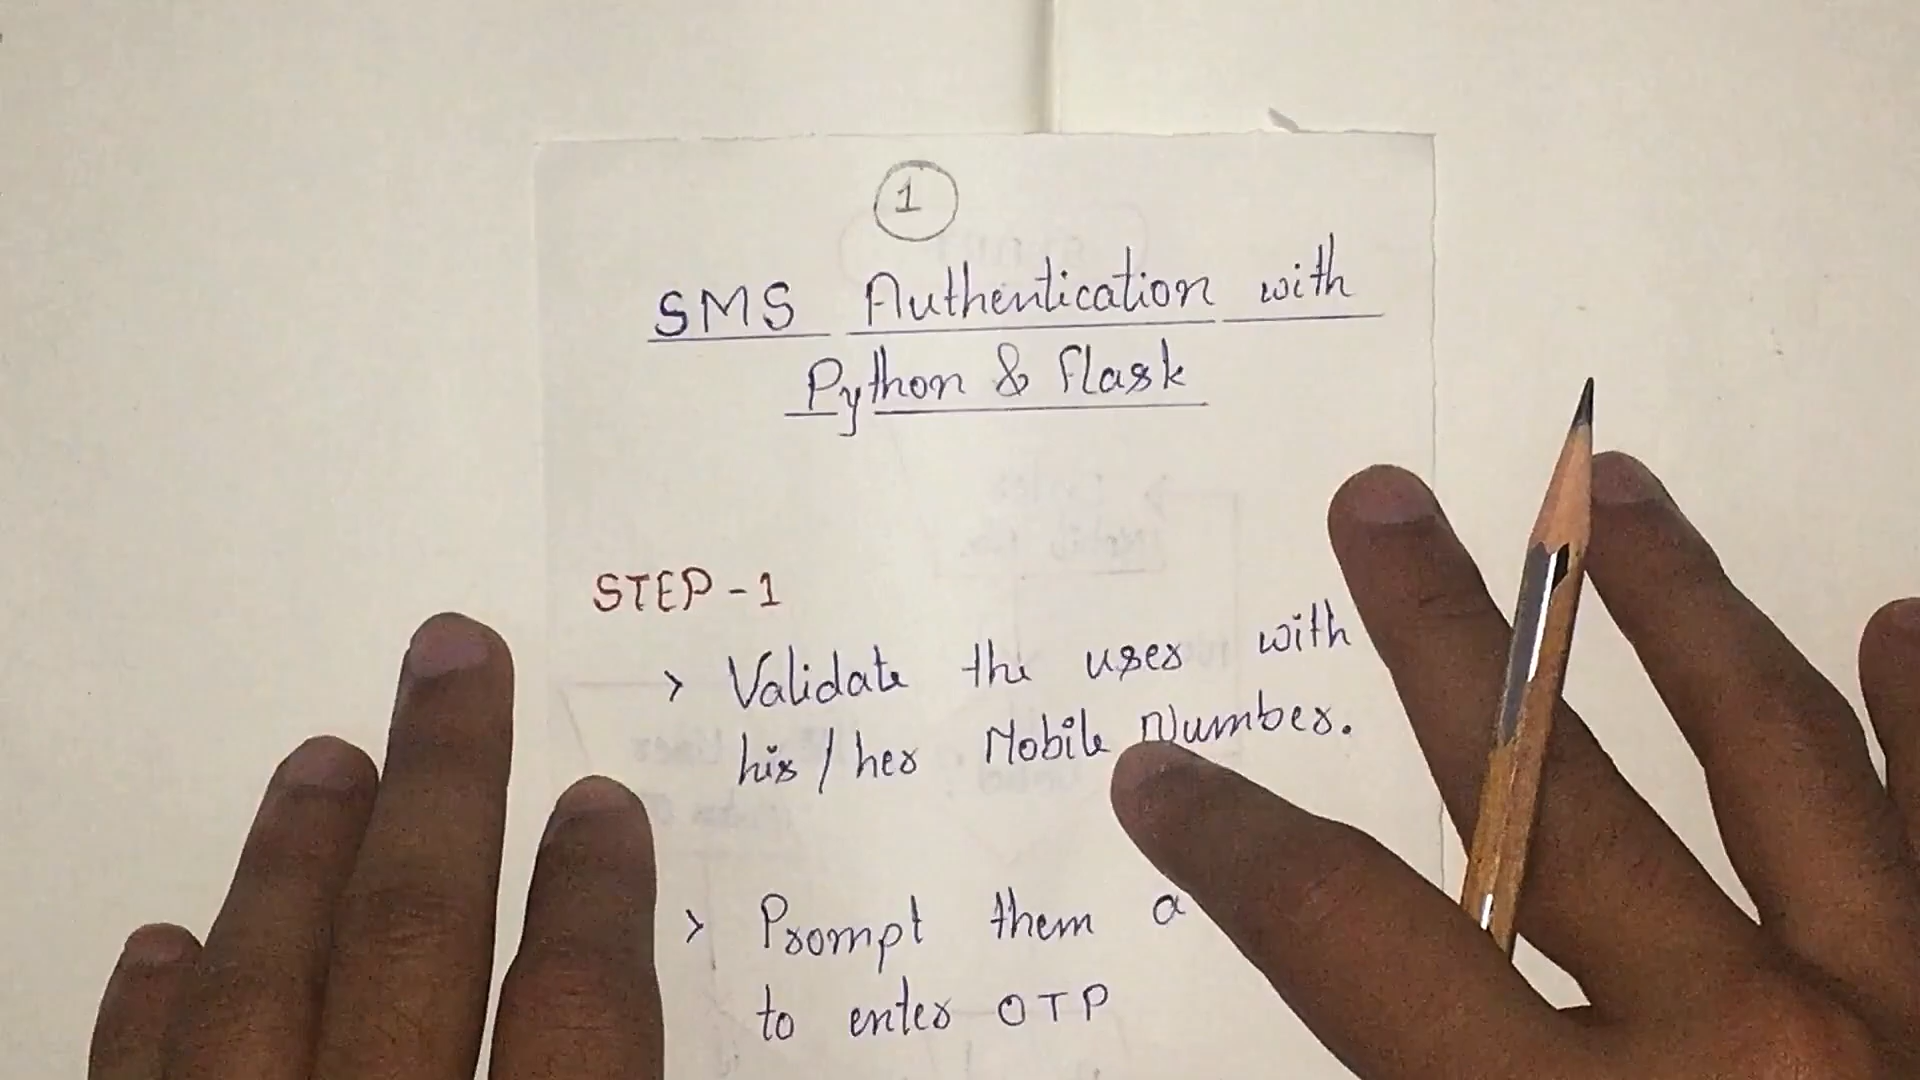 1
SMS Authentication with
Python & Flask
STEP-1
> Validate the user with
his/her Mobile Number.
> Prompt them a
to enter OTP